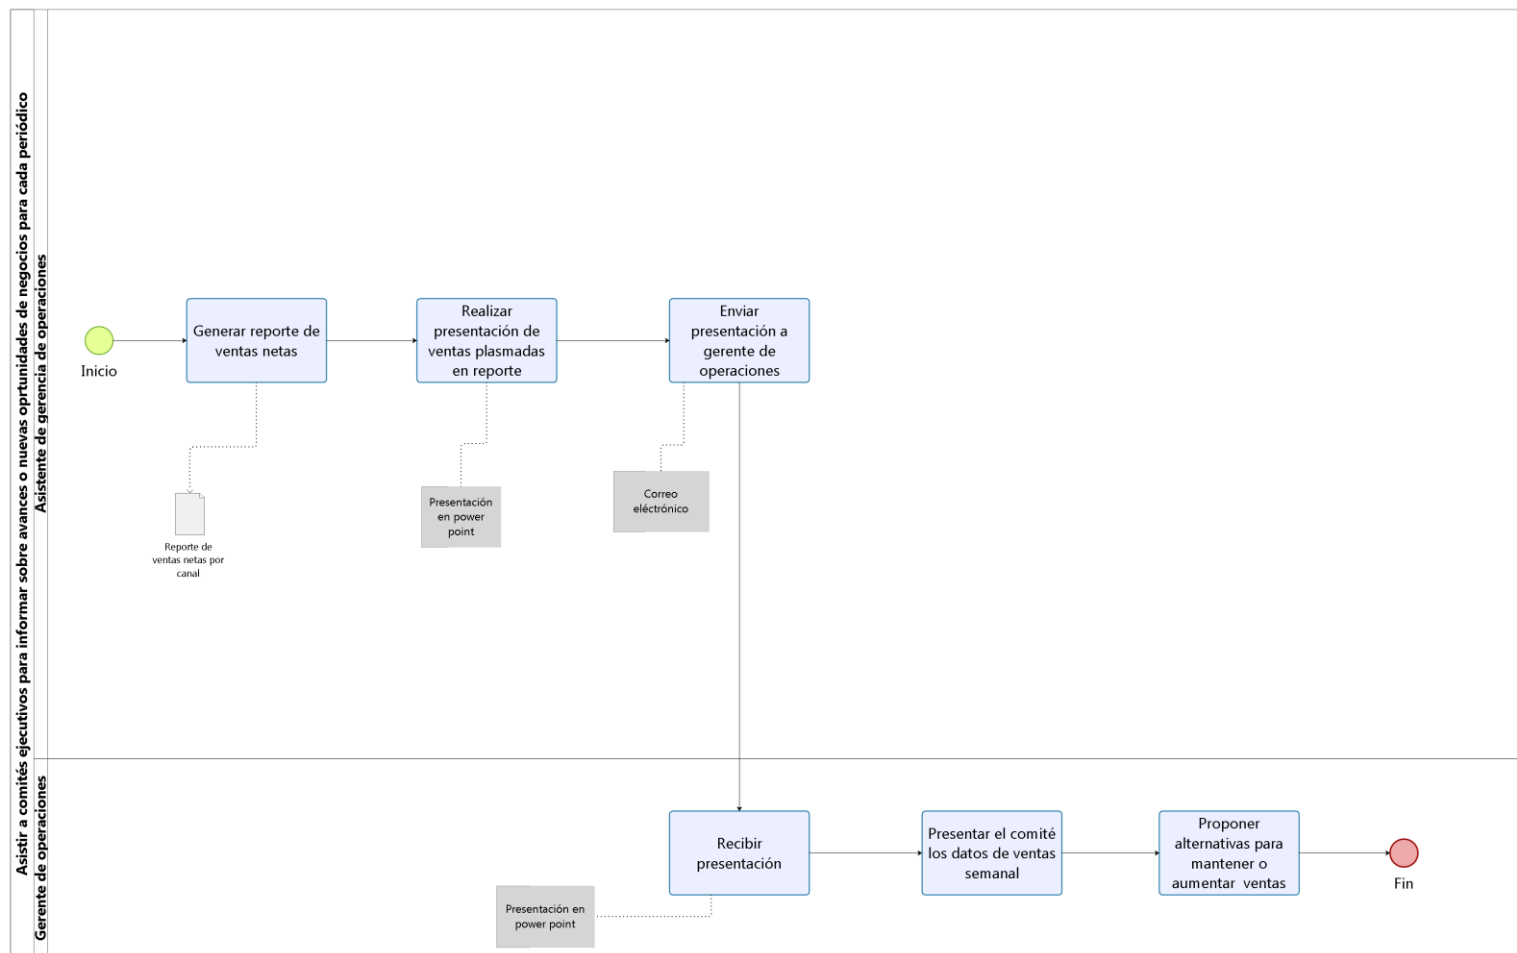 Asistir a comités ejecutivos para informar sobre avances o nuevas oprtunidades de negocios para cada periódico
Asistente de gerencia de operaciones
Inicio
Generar reporte de
ventas netas
Realizar
presentación de
ventas plasmadas
en reporte
Enviar
presentación a
gerente de
operaciones
Reporte de
ventas netas por
canal
Presentación
en power
point
Correo
eléctrónico
Gerente de operaciones
Recibir
presentación
Presentación en
power point
Presentar el comité
los datos de ventas
semanal
Proponer
alternativas para
mantener o
aumentar ventas
Fin